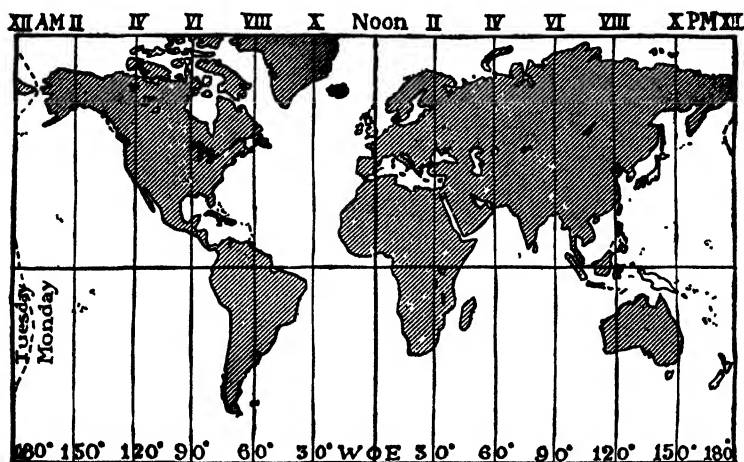 XII AM II IV VI VIII X Noon II IV VI VIII X PM XII
Tuesday
Monday
180° 150° 120° 90° 60° 30° W 0 E 30° 60° 90° 120° 150° 180°